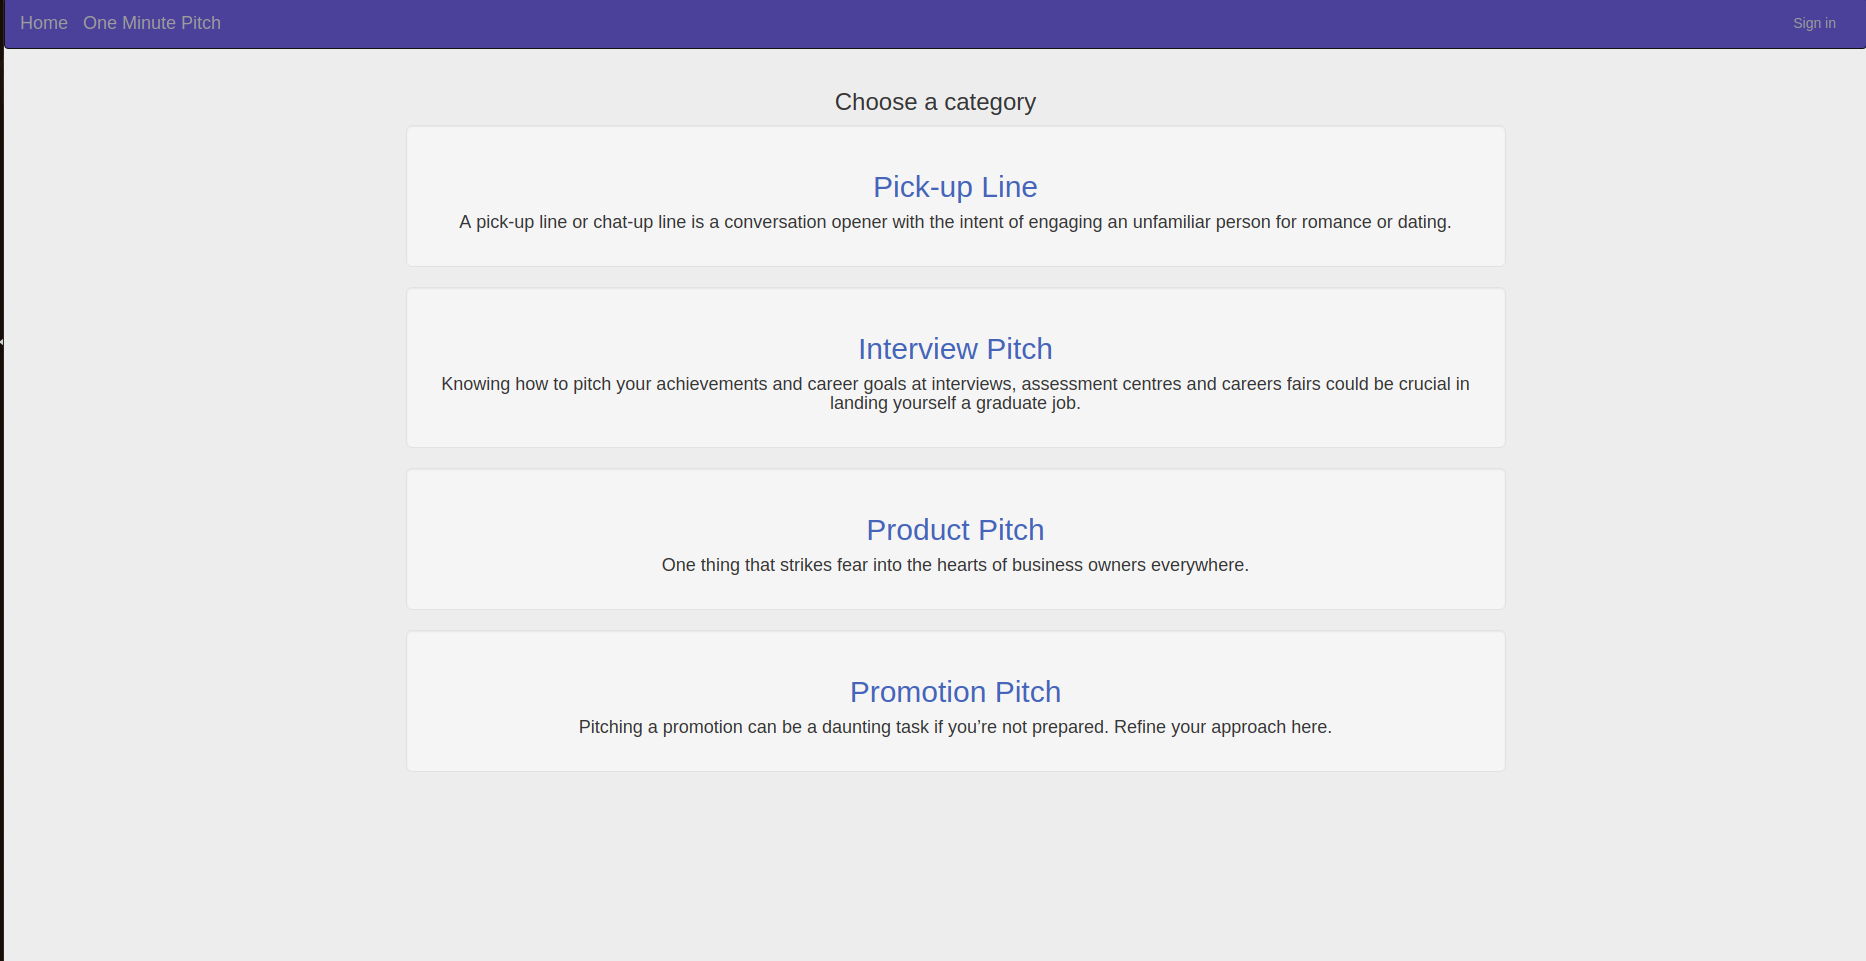 Home One Minute Pitch Sign in
Choose a category
Pick-up Line
A pick-up line or chat-up line is a conversation opener with the intent of engaging an unfamiliar person for romance or dating.
Interview Pitch
Knowing how to pitch your achievements and career goals at interviews, assessment centres and careers fairs could be crucial in
landing yourself a graduate job.
Product Pitch
One thing that strikes fear into the hearts of business owners everywhere.
Promotion Pitch
Pitching a promotion can be a daunting task if you’re not prepared. Refine your approach here.